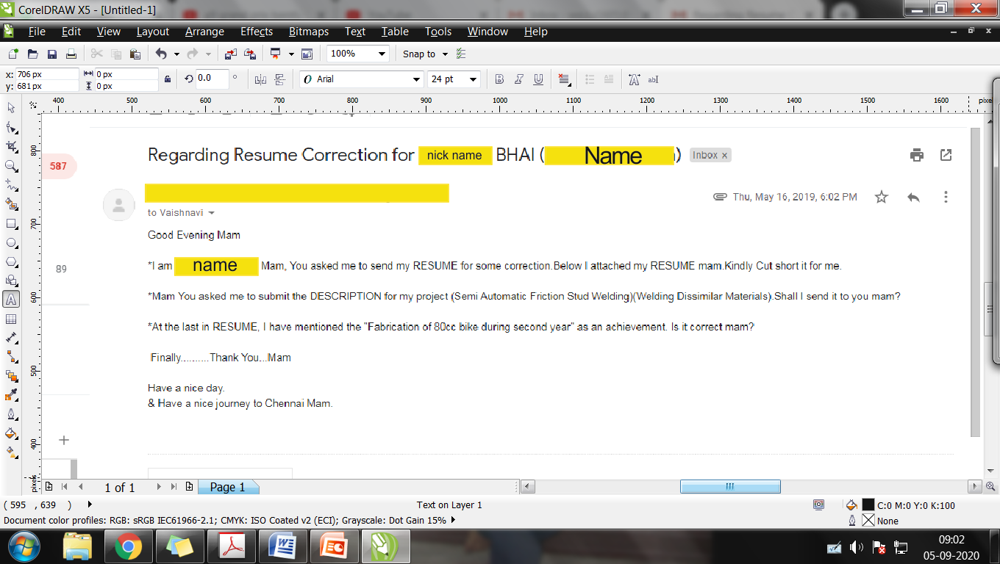 CorelDRAW X5 - [Untitled-1]
File Edit View Layout Arrange Effects Bitmaps Text Table Tools Window Help
100% Snap to
x: 706 px 0 px 0.0 ° O Arial 24 pt B I U
y: 681 px 0 px
400 500 600 700 800 900 1000 1100 1200 1300 1400 1500 1600
800
700
600
500
400
pixels
587
89
Regarding Resume Correction for nick name BHAI ( Name ) Inbox x
Thu, May 16, 2019, 6:02 PM
to Vaishnavi
Good Evening Mam
*I am name Mam, You asked me to send my RESUME for some correction.Below I attached my RESUME mam.Kindly Cut short it for me.
*Mam You asked me to submit the DESCRIPTION for my project (Semi Automatic Friction Stud Welding)(Welding Dissimilar Materials).Shall I send it to you mam?
*At the last in RESUME, I have mentioned the "Fabrication of 80cc bike during second year" as an achievement. Is it correct mam?
Finally..........Thank You...Mam
Have a nice day.
& Have a nice journey to Chennai Mam.
1 of 1 Page 1
( 595 , 639 ) Text on Layer 1 C:0 M:0 Y:0 K:100
Document color profiles: RGB: sRGB IEC61966-2.1; CMYK: ISO Coated v2 (ECI); Grayscale: Dot Gain 15% None
09:02
05-09-2020